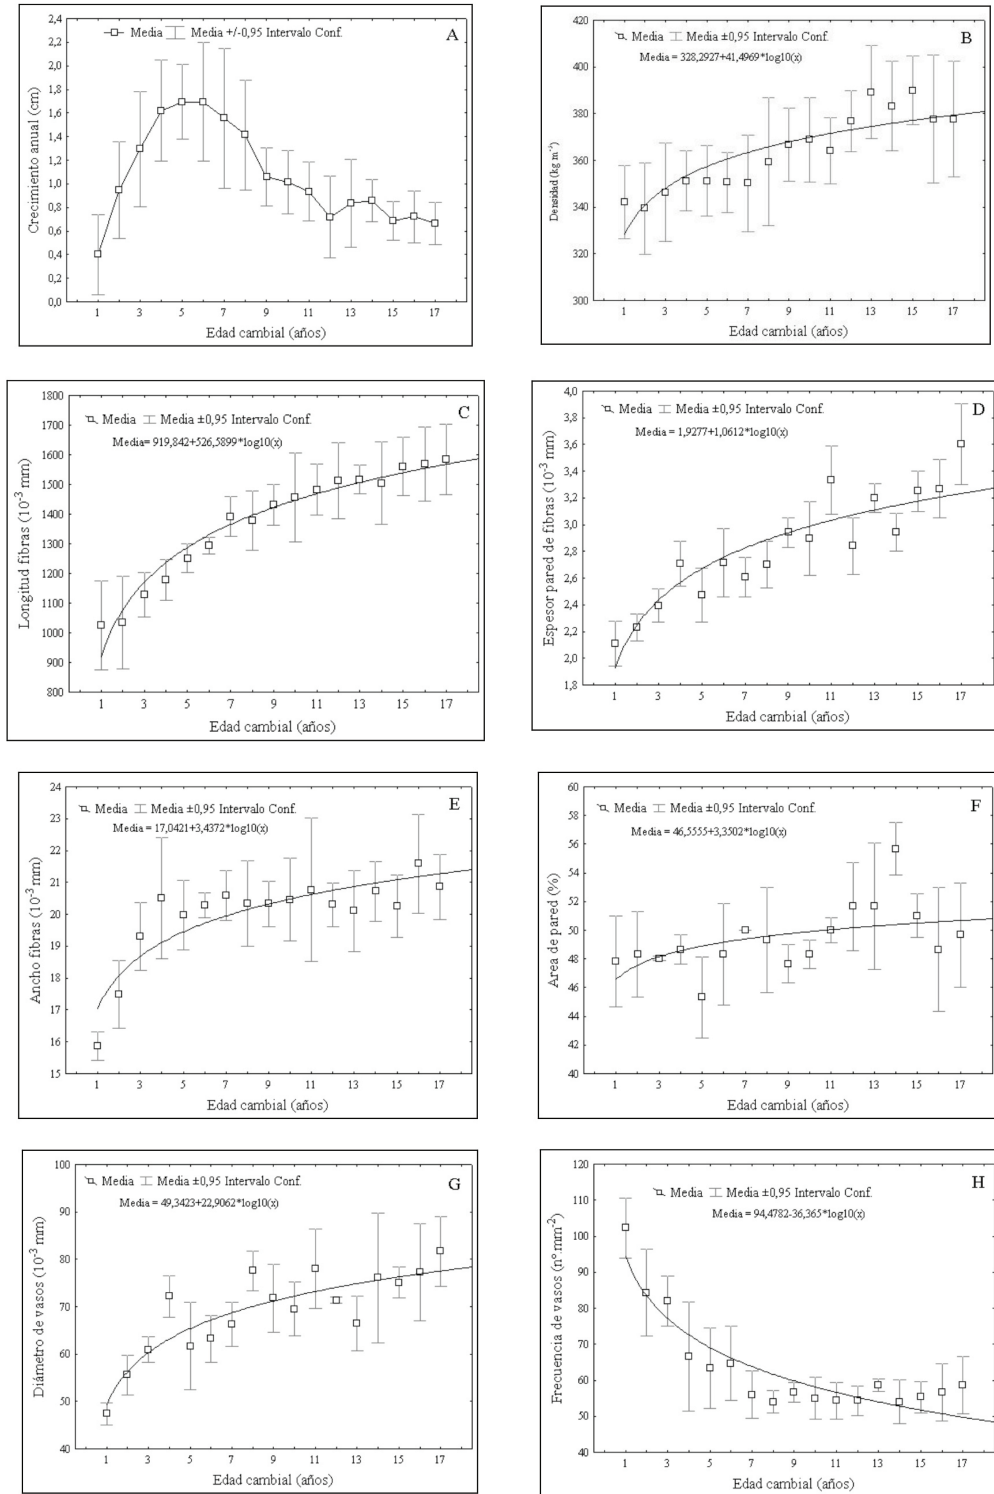 A
Media Media +/-0,95 Intervalo Conf.
Crecimiento anual (cm)
2,4
2,2
2,0
1,8
1,6
1,4
1,2
1,0
0,8
0,6
0,4
0,2
0,0
1 3 5 7 9 11 13 15 17
Edad cambial (años)
B
Media Media ±0,95 Intervalo Conf.
Media = 328,2927+41,4969*log10(x)
Densidad (kg m⁻³)
420
400
380
360
340
320
300
1 3 5 7 9 11 13 15 17
Edad cambial (años)
C
Media Media ±0,95 Intervalo Conf.
Media= 919,842+526,5899*log10(x)
Longitud fibras (10⁻³ mm)
1800
1700
1600
1500
1400
1300
1200
1100
1000
900
800
1 3 5 7 9 11 13 15 17
Edad cambial (años)
D
Media Media ±0,95 Intervalo Conf.
Media = 1,9277+1,0612*log10(x)
Espesor pared de fibras (10⁻³ mm)
4,0
3,6
3,2
3,0
2,8
2,6
2,4
2,2
2,0
1,8
1 3 5 7 9 11 13 15 17
Edad cambial (años)
E
Media Media ±0,95 Intervalo Conf.
Media = 17,0421+3,4372*log10(x)
Ancho fibras (10⁻³ mm)
24
23
22
21
20
19
18
17
16
15
1 3 5 7 9 11 13 15 17
Edad cambial (años)
F
Media Media ±0,95 Intervalo Conf.
Media = 46,5555+3,3502*log10(x)
Area de pared (%)
60
58
56
54
52
50
48
46
44
42
40
1 3 5 7 9 11 13 15 17
Edad cambial (años)
G
Media Media ±0,95 Intervalo Conf.
Media = 49,3423+22,9062*log10(x)
Diámetro de vasos (10⁻³ mm)
100
90
80
70
60
50
40
1 3 5 7 9 11 13 15 17
Edad cambial (años)
H
Media Media ±0,95 Intervalo Conf.
Media = 94,4782-36,365*log10(x)
Frecuencia de vasos (nº.mm⁻²)
120
110
100
90
80
70
60
50
40
1 3 5 7 9 11 13 15 17
Edad cambial (años)